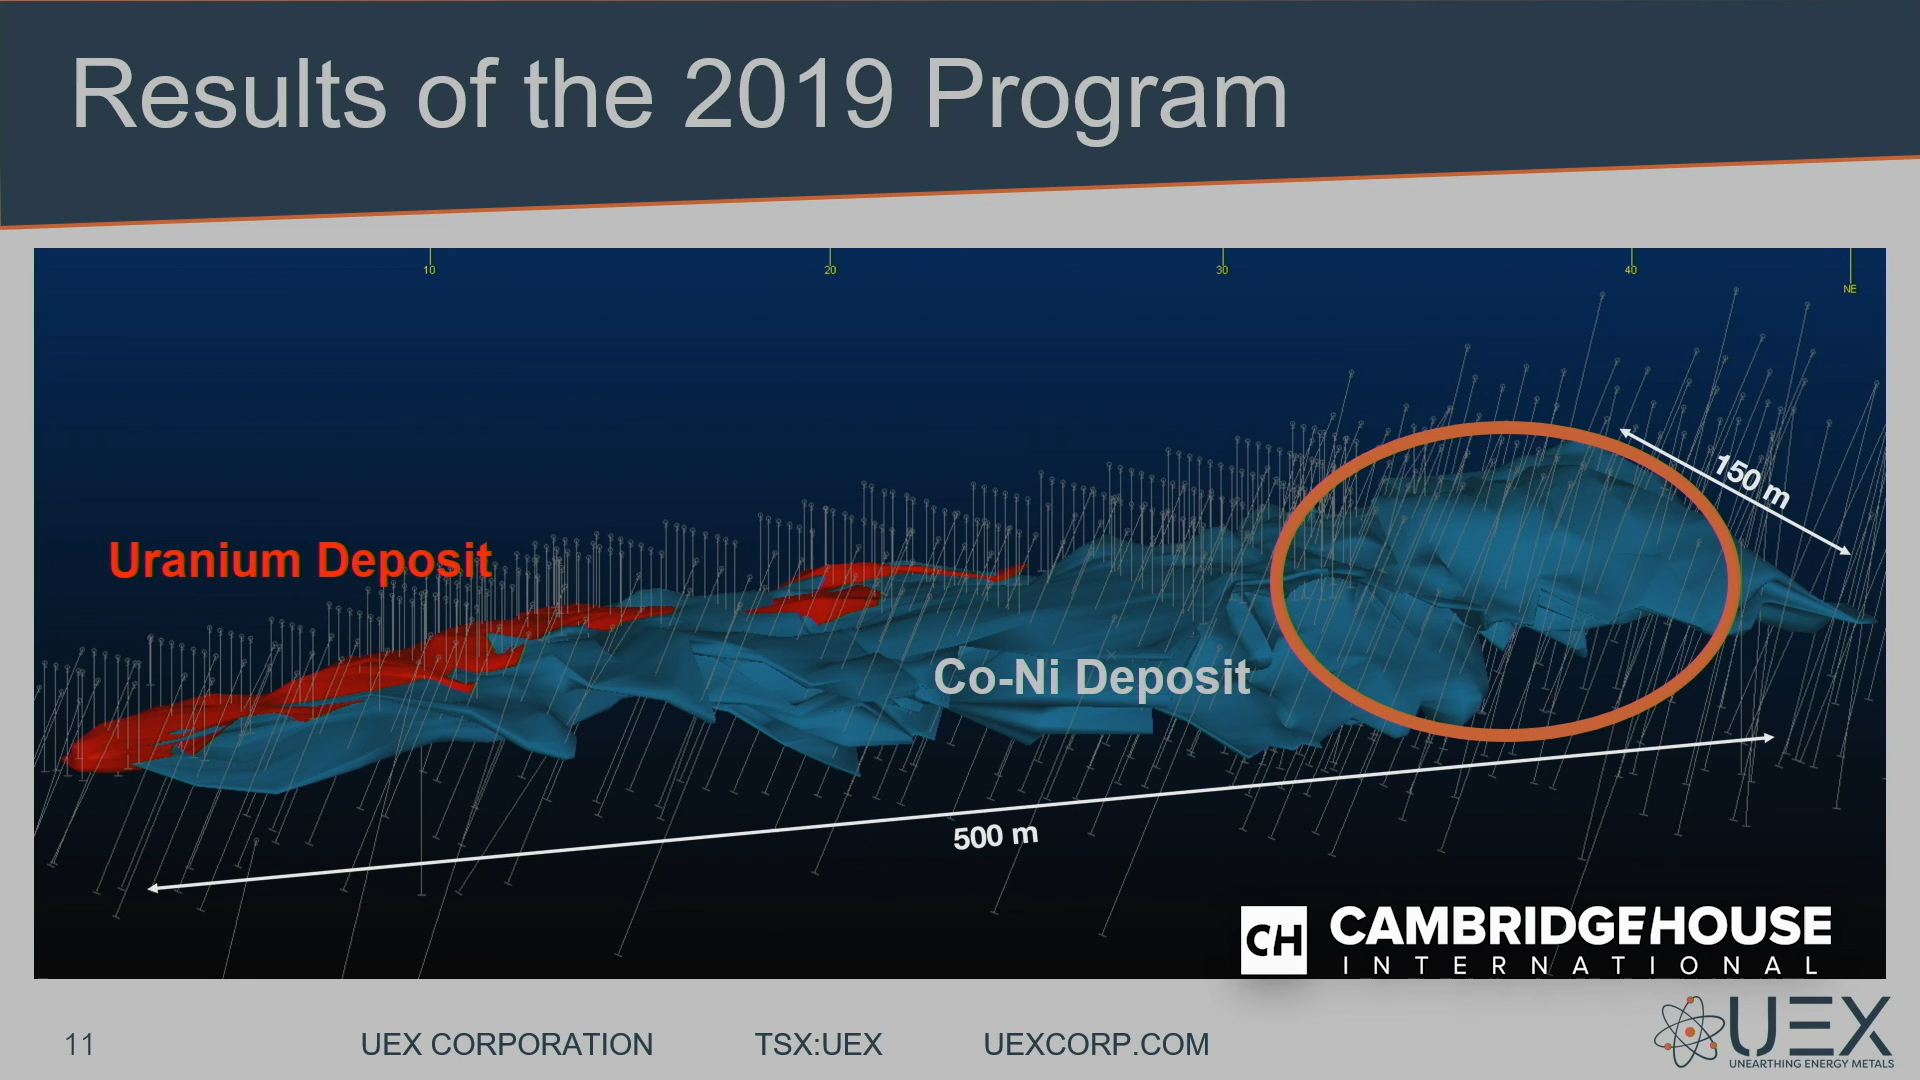 Results of the 2019 Program
10
20
30
40
NE
150 m
Uranium Deposit
Co-Ni Deposit
500 m
CH
CAMBRIDGEHOUSE
INTERNATIONAL
11
UEX CORPORATION
TSX:UEX
UEXCORP.COM
UEX
UNEARTHING ENERGY METALS